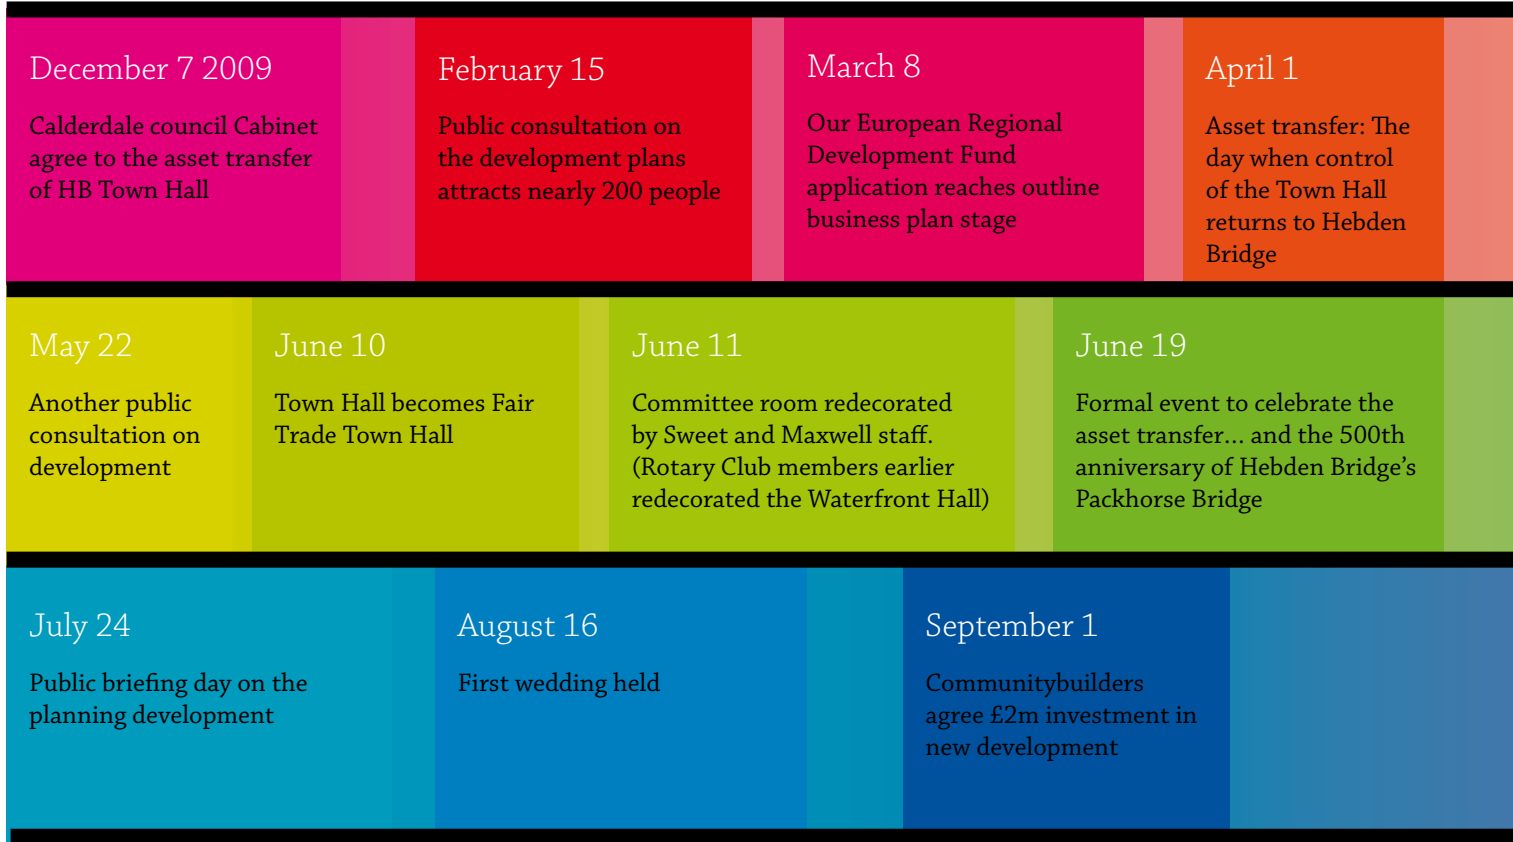 December 7 2009
Calderdale council Cabinet
agree to the asset transfer
of HB Town Hall
February 15
Public consultation on
the development plans
attracts nearly 200 people
March 8
Our European Regional
Development Fund
application reaches outline
business plan stage
April 1
Asset transfer: The
day when control
of the Town Hall
returns to Hebden
Bridge
May 22
Another public
consultation on
development
June 10
Town Hall becomes Fair
Trade Town Hall
June 11
Committee room redecorated
by Sweet and Maxwell staff.
(Rotary Club members earlier
redecorated the Waterfront Hall)
June 19
Formal event to celebrate the
asset transfer... and the 500th
anniversary of Hebden Bridge’s
Packhorse Bridge
July 24
Public briefing day on the
planning development
August 16
First wedding held
September 1
Communitybuilders
agree £2m investment in
new development